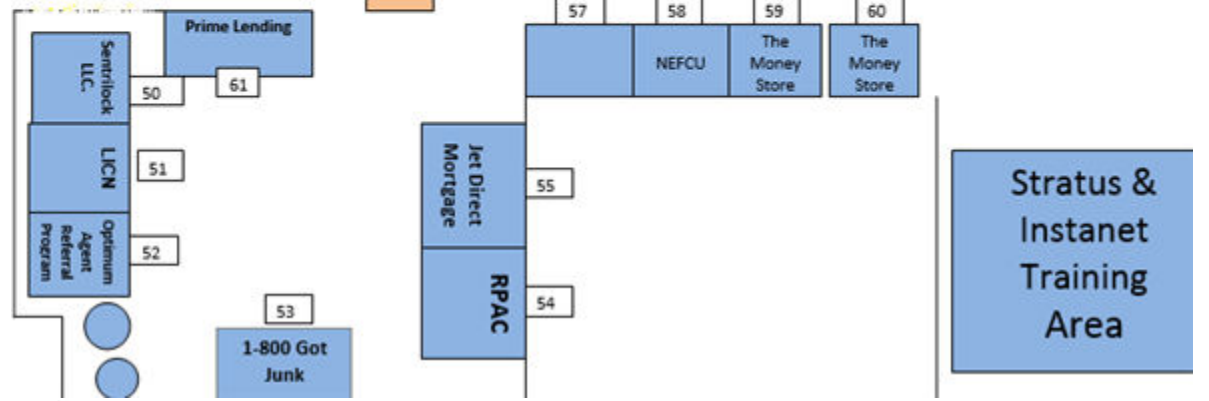 57
58
59
60
Prime Lending
61
Sentrilock
LLC.
50
NEFCU
The
Money
Store
The
Money
Store
LICN
51
Optimum
Agent
Referral
Program
52
Jet Direct
Mortgage
55
RPAC
54
53
1-800 Got
Junk
Stratus &
Instanet
Training
Area